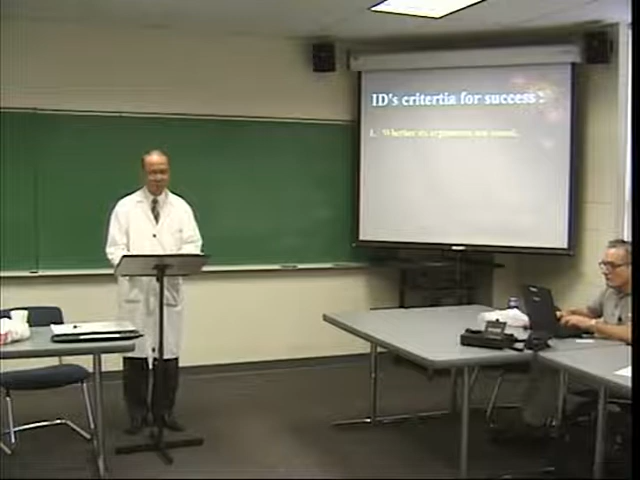 ID's critertia for success :
1. Whether its arguments are sound.